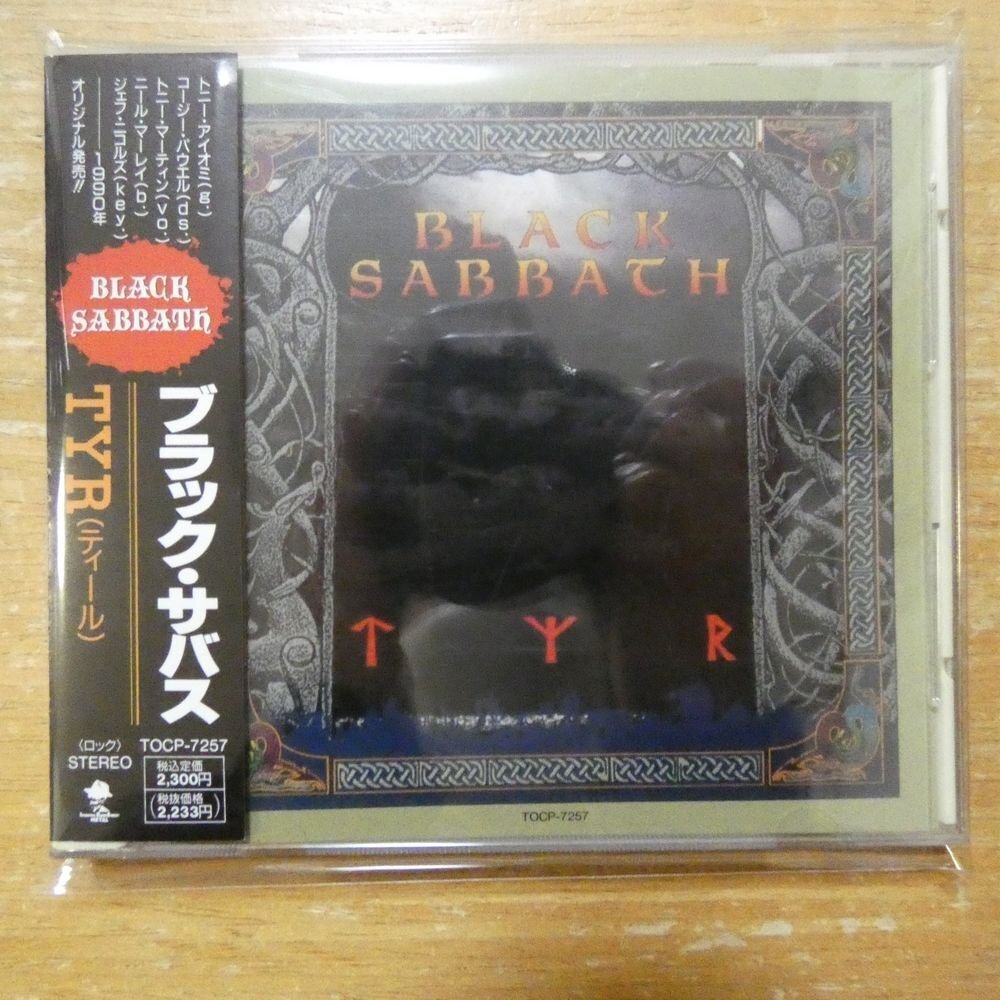 トニー・アイオミ(g.)
コージー・パウエル(ds.)
トニー・マーティン(vo.)
ニール・マーレイ(b.)
ジェフ・ニコルズ(key.)
オリジナル発売!!
1990年
BLACK
SABBATH
ブラック・サバス
TYR(ティール)
〈ロック〉
STEREO
TOCP-7257
税込定価
2,300円
(税抜価格
2,233円)
METAL
BLACK
SABBATH
TᛉR
TOCP-7257